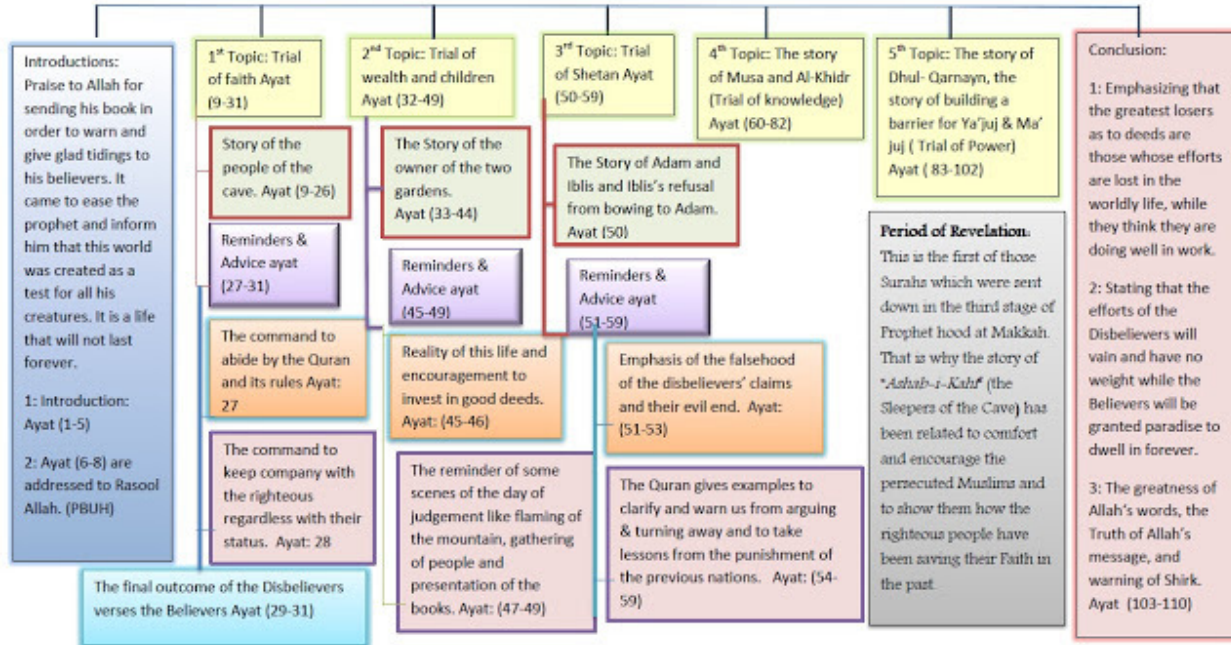 Introductions:
Praise to Allah for
sending his book in
order to warn and
give glad tidings to
his believers. It
came to ease the
prophet and inform
him that this world
was created as a
test for all his
creatures. It is a life
that will not last
forever.
1: Introduction:
Ayat (1-5)
2: Ayat (6-8) are
addressed to Rasool
Allah. (PBUH)
1st Topic: Trial of
faith Ayat
(9-31)
Story of the
people of the
cave. Ayat (9-26)
Reminders &
Advice ayat
(27-31)
The command to
abide by the Quran
and its rules Ayat:
27
The command to
keep company with
the righteous
regardless with their
status. Ayat: 28
The final outcome of the Disbelievers
verses the Believers Ayat (29-31)
2nd Topic: Trial of
wealth and children
Ayat (32-49)
The Story of the
owner of the two
gardens.
Ayat (33-44)
Reminders &
Advice ayat
(45-49)
Reality of this life and
encouragement to
invest in good deeds.
Ayat: (45-46)
The reminder of some
scenes of the day of
judgement like flaming of
the mountain, gathering
of people and
presentation of the
books. Ayat: (47-49)
3rd Topic: Trial
of Shetan Ayat
(50-59)
The Story of Adam and
Iblis and Iblis's refusal
from bowing to Adam.
Ayat (50)
Reminders &
Advice ayat
(51-59)
Emphasis of the falsehood
of the disbelievers' claims
and their evil end. Ayat:
(51-53)
The Quran gives examples to
clarify and warn us from arguing
& turning away and to take
lessons from the punishment of
the previous nations. Ayat: (54-
59)
4th Topic: The story
of Musa and Al-Khidr
(Trial of knowledge)
Ayat (60-82)
5th Topic: The story of
Dhul- Qarnayn, the
story of building a
barrier for Ya'juj & Ma'
juj ( Trial of Power)
Ayat ( 83-102)
Period of Revelation:
This is the first of those
Surahs which were sent
down in the third stage of
Prophet hood at Makkah.
That is why the story of
"Ashab-i-Kahf" (the
Sleepers of the Cave) has
been related to comfort
and encourage the
persecuted Muslims and
to show them how the
righteous people have
been saving their Faith in
the past.
Conclusion:
1: Emphasizing that
the greatest losers
as to deeds are
those whose efforts
are lost in the
worldly life, while
they think they are
doing well in work.
2: Stating that the
efforts of the
Disbelievers will
vain and have no
weight while the
Believers will be
granted paradise to
dwell in forever.
3: The greatness of
Allah's words, the
Truth of Allah's
message, and
warning of Shirk.
Ayat (103-110)